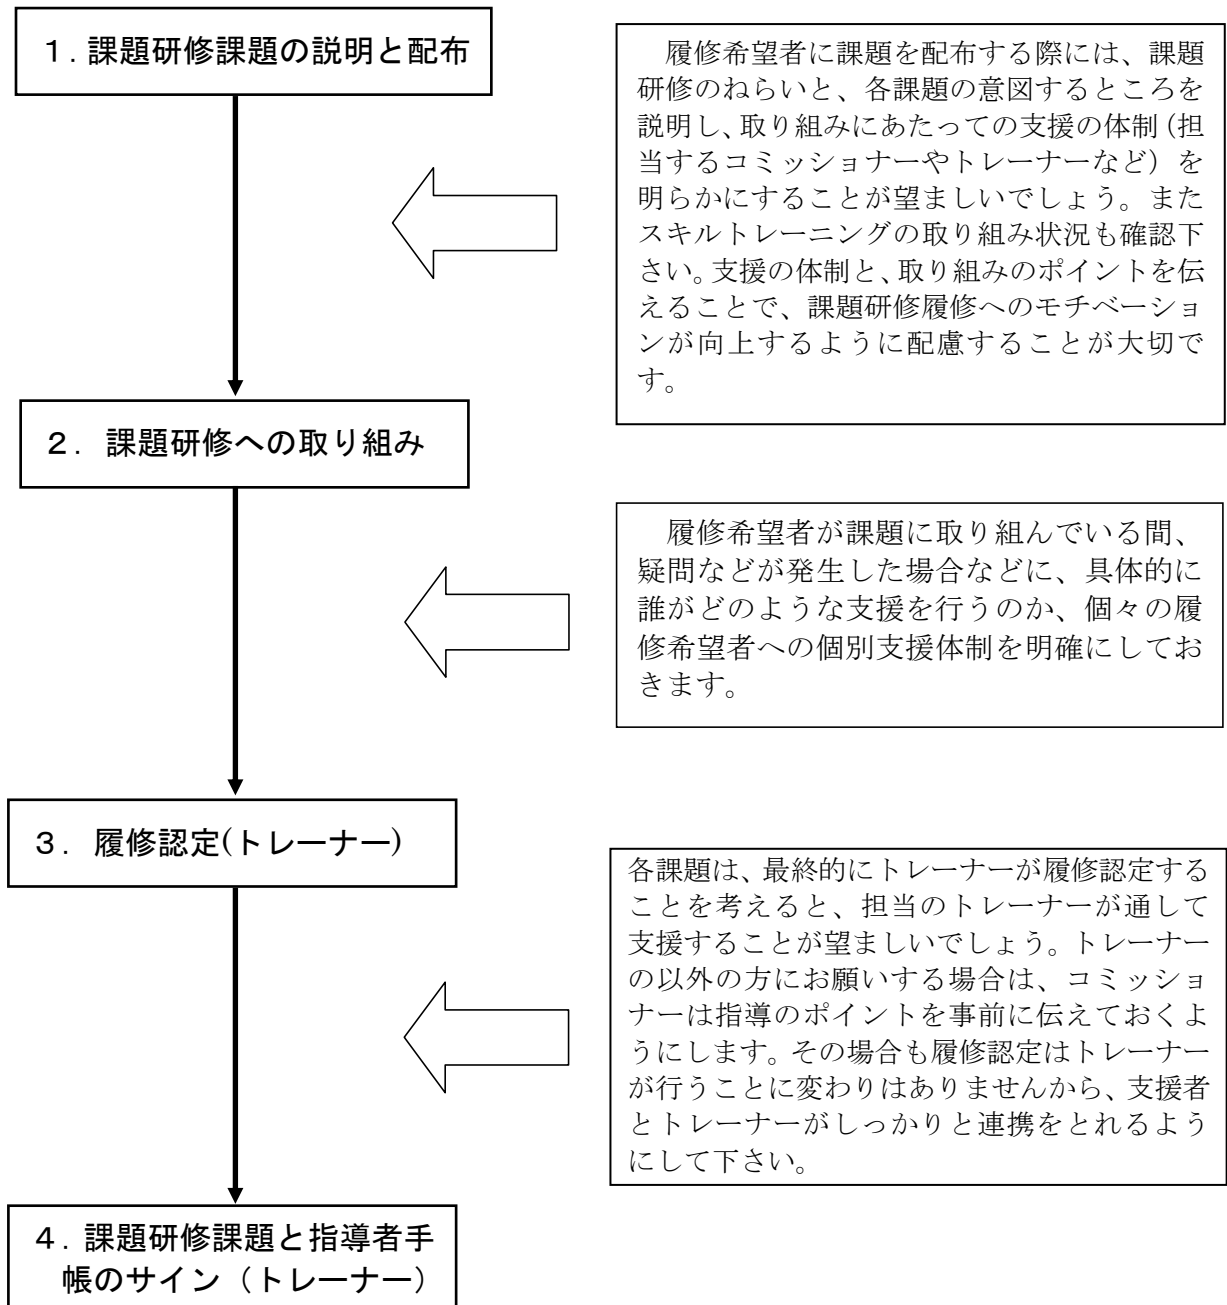 １．課題研修課題の説明と配布
履修希望者に課題を配布する際には、課題
研修のねらいと、各課題の意図するところを
説明し、取り組みにあたっての支援の体制（担
当するコミッショナーやトレーナーなど）を
明らかにすることが望ましいでしょう。また
スキルトレーニングの取り組み状況も確認下
さい。支援の体制と、取り組みのポイントを伝
えることで、課題研修履修へのモチベーショ
ンが向上するように配慮することが大切で
す。
２．課題研修への取り組み
履修希望者が課題に取り組んでいる間、
疑問などが発生した場合などに、具体的に
誰がどのような支援を行うのか、個々の履
修希望者への個別支援体制を明確にしてお
きます。
３．履修認定(トレーナー)
各課題は、最終的にトレーナーが履修認定する
ことを考えると、担当のトレーナーが通して
支援することが望ましいでしょう。トレーナー
の以外の方にお願いする場合は、コミッショ
ナーは指導のポイントを事前に伝えておくよ
うにします。その場合も履修認定はトレーナー
が行うことに変わりはありませんから、支援者
とトレーナーがしっかりと連携をとれるよう
にして下さい。
４．課題研修課題と指導者手
帳のサイン（トレーナー）